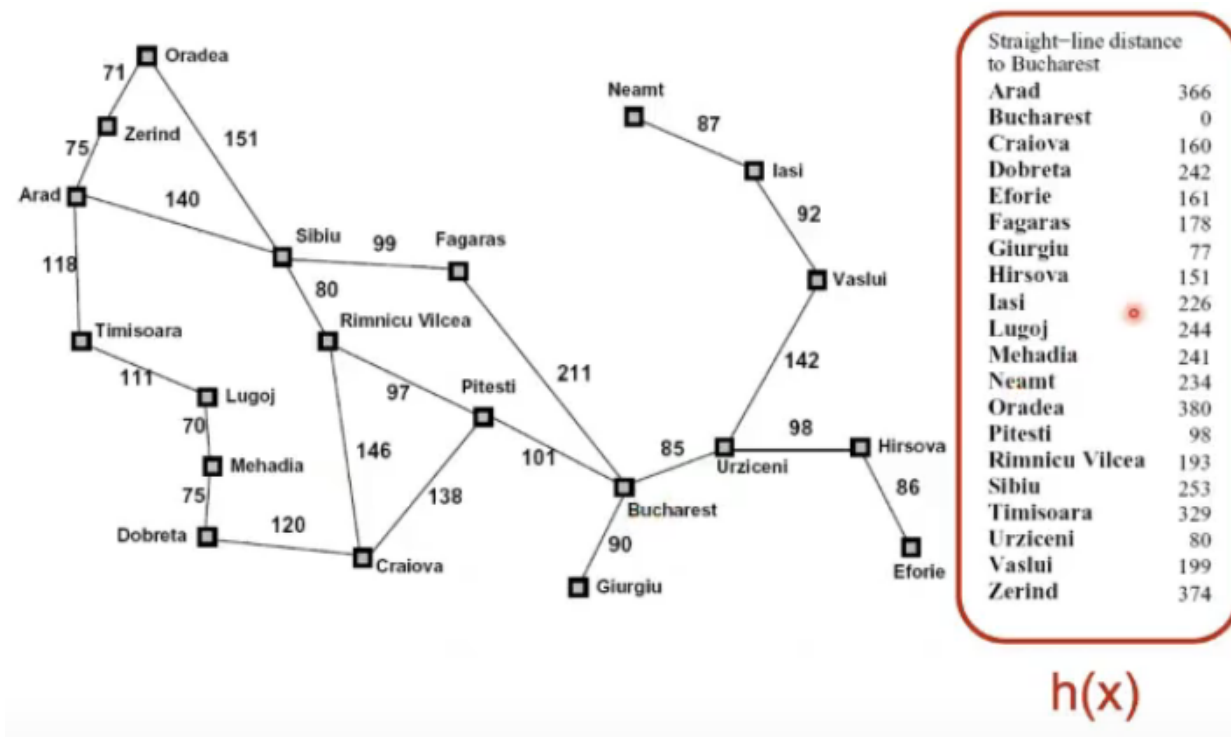 Oradea
71
Neamt
87
Zerind
151
75
Iasi
Arad
140
92
Sibiu
99
Fagaras
118
80
Vaslui
Timisoara
Rimnicu Vilcea
111
211
142
Lugoj
97
Pitesti
70
146
98
85
Hirsova
Mehadia
101
Urziceni
75
138
86
Bucharest
Dobreta
120
90
Craiova
Eforie
Giurgiu
Straight-line distance
to Bucharest
Arad 366
Bucharest 0
Craiova 160
Dobreta 242
Eforie 161
Fagaras 178
Giurgiu 77
Hirsova 151
Iasi 226
Lugoj 244
Mehadia 241
Neamt 234
Oradea 380
Pitesti 98
Rimnicu Vilcea 193
Sibiu 253
Timisoara 329
Urziceni 80
Vaslui 199
Zerind 374
h(x)